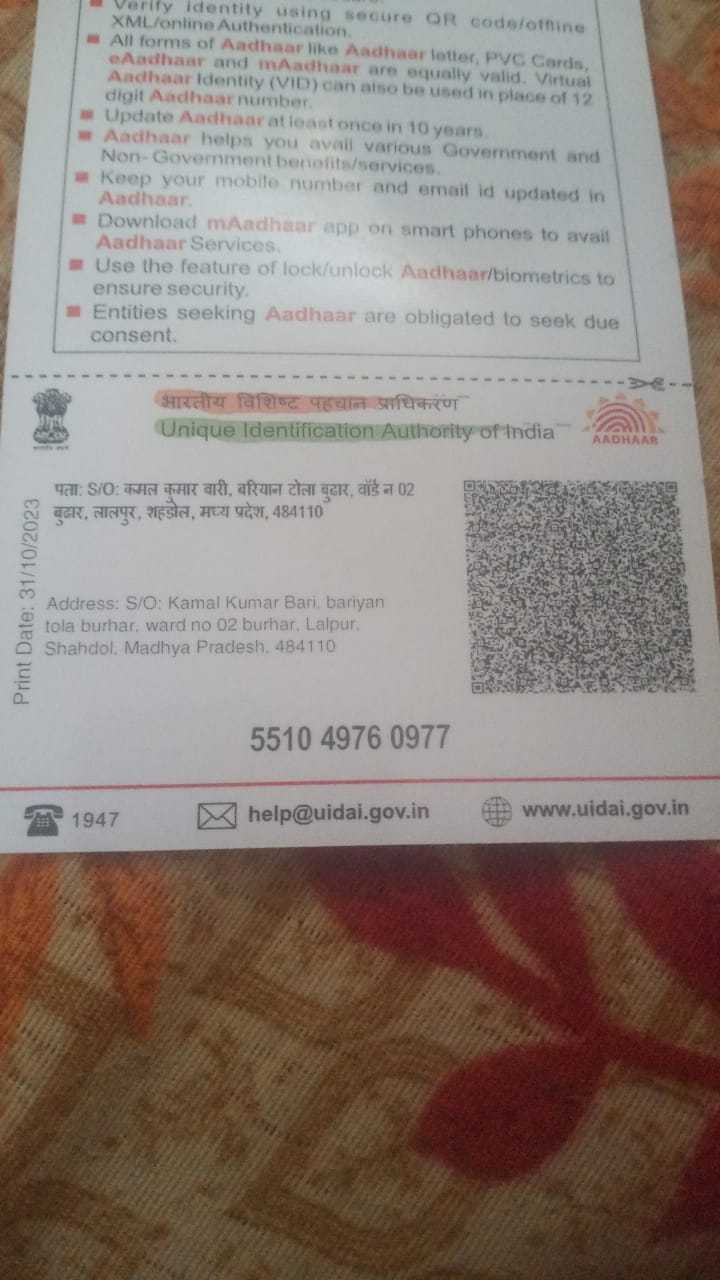 Verify identity using secure QR code/offline
XML/online Authentication.
All forms of Aadhaar like Aadhaar letter, PVC Cards,
eAadhaar and mAadhaar are equally valid. Virtual
Aadhaar Identity (VID) can also be used in place of 12
digit Aadhaar number.
Update Aadhaar at least once in 10 years.
Aadhaar helps you avail various Government and
Non-Government benefits/services.
Keep your mobile number and email id updated in
Aadhaar.
Download mAadhaar app on smart phones to avail
Aadhaar Services.
Use the feature of lock/unlock Aadhaar/biometrics to
ensure security.
Entities seeking Aadhaar are obligated to seek due
consent.
भारतीय विशिष्ट पहचान प्राधिकरण
Unique Identification Authority of India
AADHAAR
पता: S/O: कमल कुमार बारी, बरियान टोला बुढार, वॉर्ड न 02
बुढार, लालपुर, शहडोल, मध्य प्रदेश, 484110
Print Date: 31/10/2023
Address: S/O: Kamal Kumar Bari, bariyan
tola burhar, ward no 02 burhar, Lalpur,
Shahdol, Madhya Pradesh, 484110
5510 4976 0977
1947
help@uidai.gov.in
www.uidai.gov.in